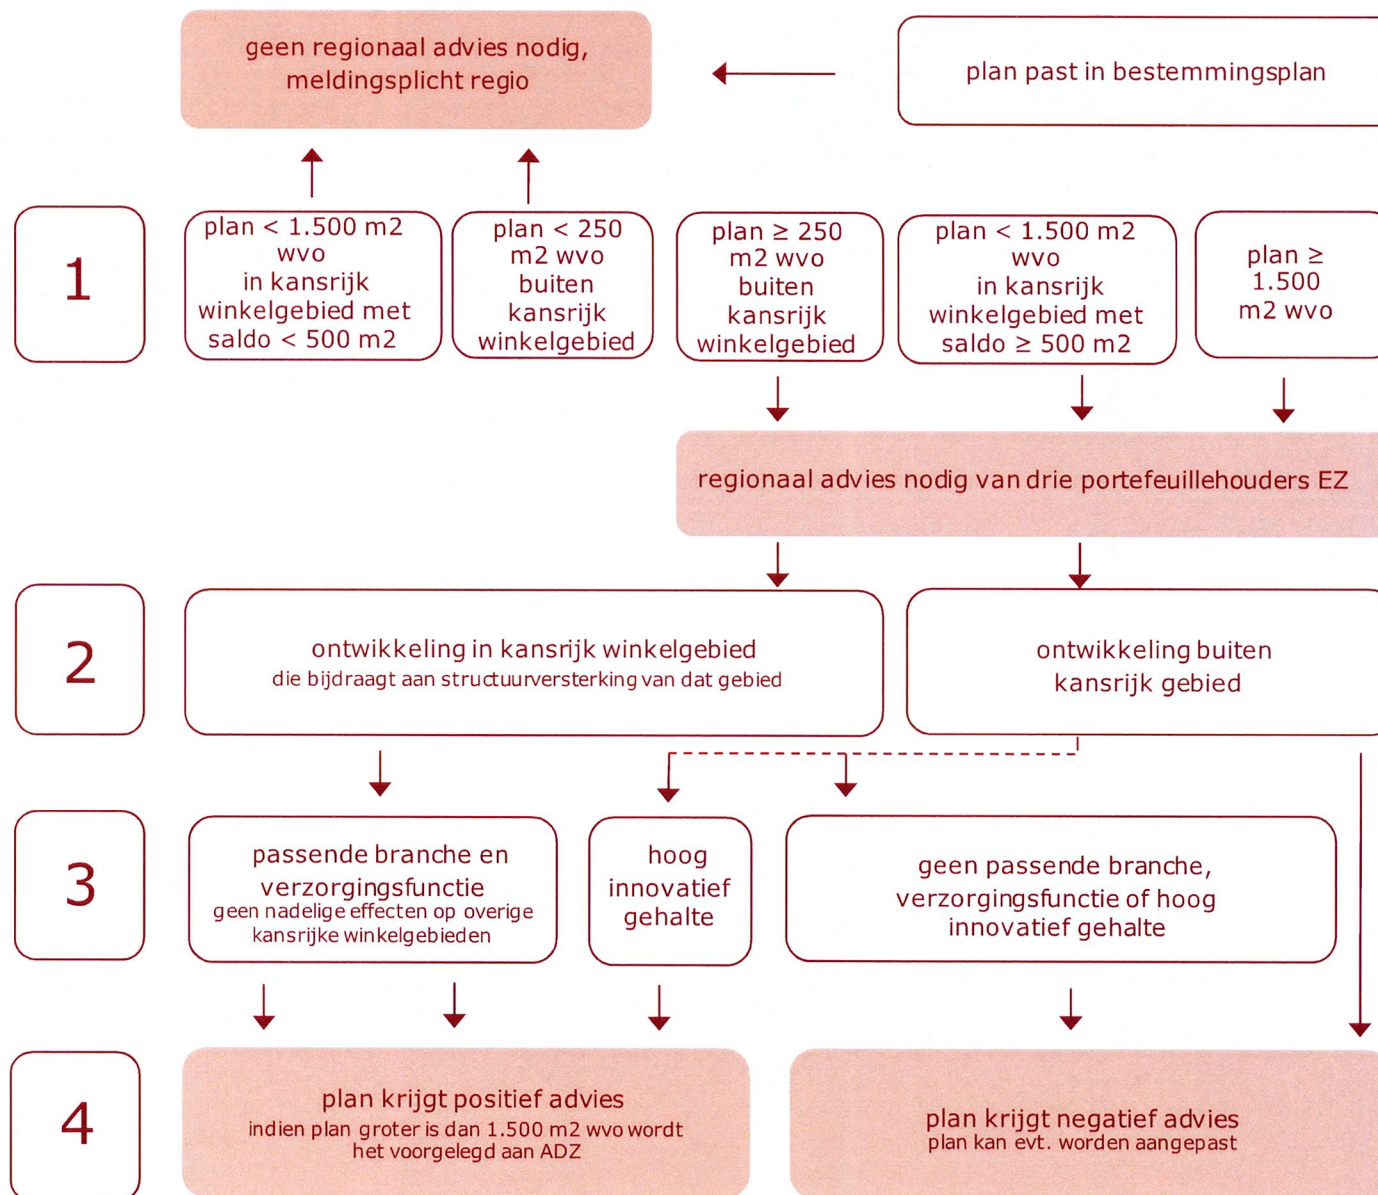 geen regionaal advies nodig,
meldingsplicht regio
plan past in bestemmingsplan
1
plan < 1.500 m2
wvo
in kansrijk
winkelgebied met
saldo < 500 m2
plan < 250
m2 wvo
buiten
kansrijk
winkelgebied
plan ≥ 250
m2 wvo
buiten
kansrijk
winkelgebied
plan < 1.500 m2
wvo
in kansrijk
winkelgebied met
saldo ≥ 500 m2
plan ≥
1.500
m2 wvo
regionaal advies nodig van drie portefeuillehouders EZ
2
ontwikkeling in kansrijk winkelgebied
die bijdraagt aan structuurversterking van dat gebied
ontwikkeling buiten
kansrijk gebied
3
passende branche en
verzorgingsfunctie
geen nadelige effecten op overige
kansrijke winkelgebieden
hoog
innovatief
gehalte
geen passende branche,
verzorgingsfunctie of hoog
innovatief gehalte
4
plan krijgt positief advies
indien plan groter is dan 1.500 m2 wvo wordt
het voorgelegd aan ADZ
plan krijgt negatief advies
plan kan evt. worden aangepast